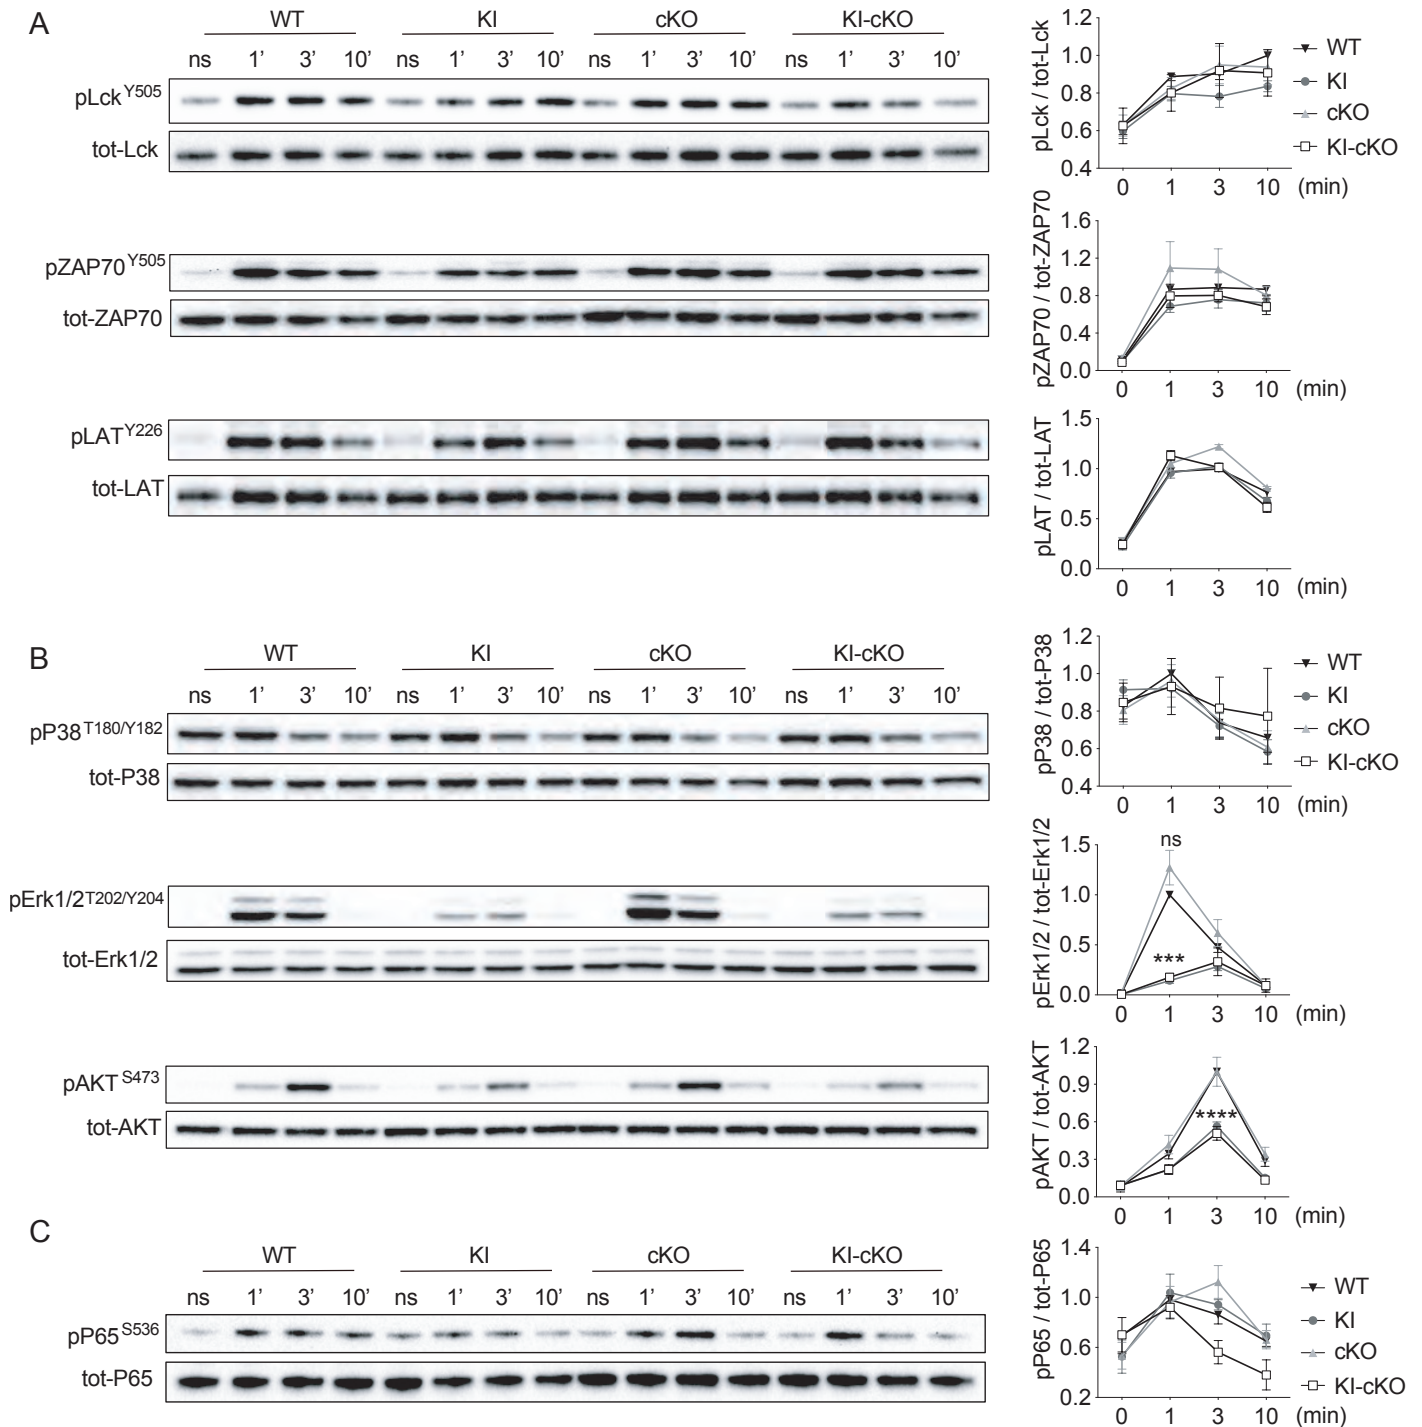 A
WT KI cKO KI-cKO
ns 1’ 3’ 10’ ns 1’ 3’ 10’ ns 1’ 3’ 10’ ns 1’ 3’ 10’
pLck Y505
tot-Lck
pZAP70 Y505
tot-ZAP70
pLAT Y226
tot-LAT
pLck / tot-Lck
1.2
1.0
0.8
0.6
0.4
0 1 3 10 (min)
WT
KI
cKO
KI-cKO
pZAP70 / tot-ZAP70
1.6
1.2
0.8
0.4
0.0
0 1 3 10 (min)
pLAT / tot-LAT
1.5
1.0
0.5
0.0
0 1 3 10 (min)
B
WT KI cKO KI-cKO
ns 1’ 3’ 10’ ns 1’ 3’ 10’ ns 1’ 3’ 10’ ns 1’ 3’ 10’
pP38 T180/Y182
tot-P38
pErk1/2 T202/Y204
tot-Erk1/2
pAKT S473
tot-AKT
pP38 / tot-P38
1.2
1.0
0.8
0.6
0.4
0 1 3 10 (min)
WT
KI
cKO
KI-cKO
pErk1/2 / tot-Erk1/2
1.5
1.0
0.5
0.0
ns
***
0 1 3 10 (min)
pAKT / tot-AKT
1.2
0.9
0.6
0.3
0.0
****
0 1 3 10 (min)
C
WT KI cKO KI-cKO
ns 1’ 3’ 10’ ns 1’ 3’ 10’ ns 1’ 3’ 10’ ns 1’ 3’ 10’
pP65 S536
tot-P65
pP65 / tot-P65
1.4
1.0
0.6
0.2
0 1 3 10 (min)
WT
KI
cKO
KI-cKO